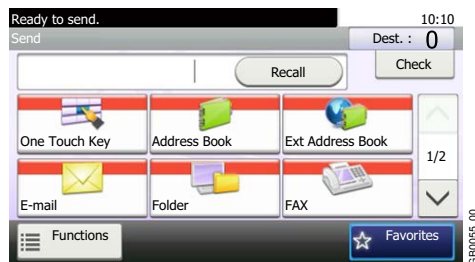 Ready to send. 10:10
Send Dest. : 0
Recall Check
One Touch Key Address Book Ext Address Book
1/2
E-mail Folder FAX
Functions Favorites
GB0055_00